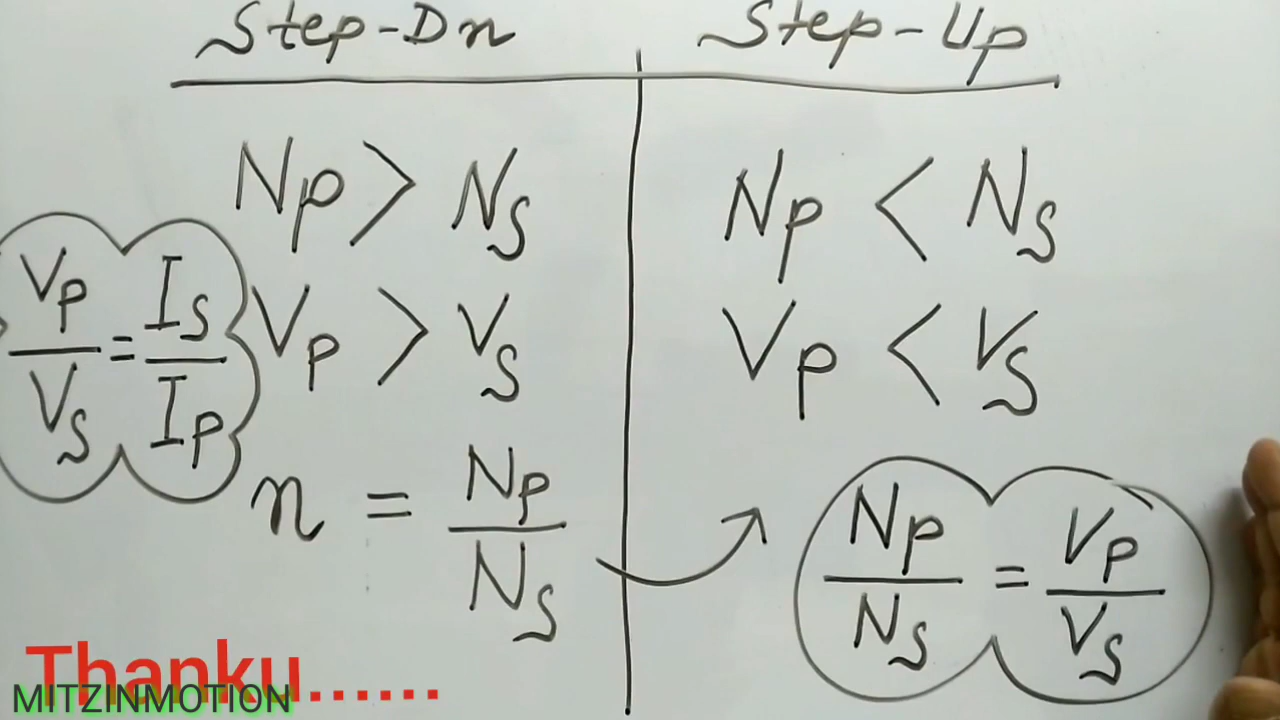 Step-Dn
Step-Up
Np > Ns
Vp > Vs
n = Np/Ns
Vp/Vs = Is/Ip
Np < Ns
Vp < Vs
Np/Ns = Vp/Vs
Thanku......
MITZINMOTION